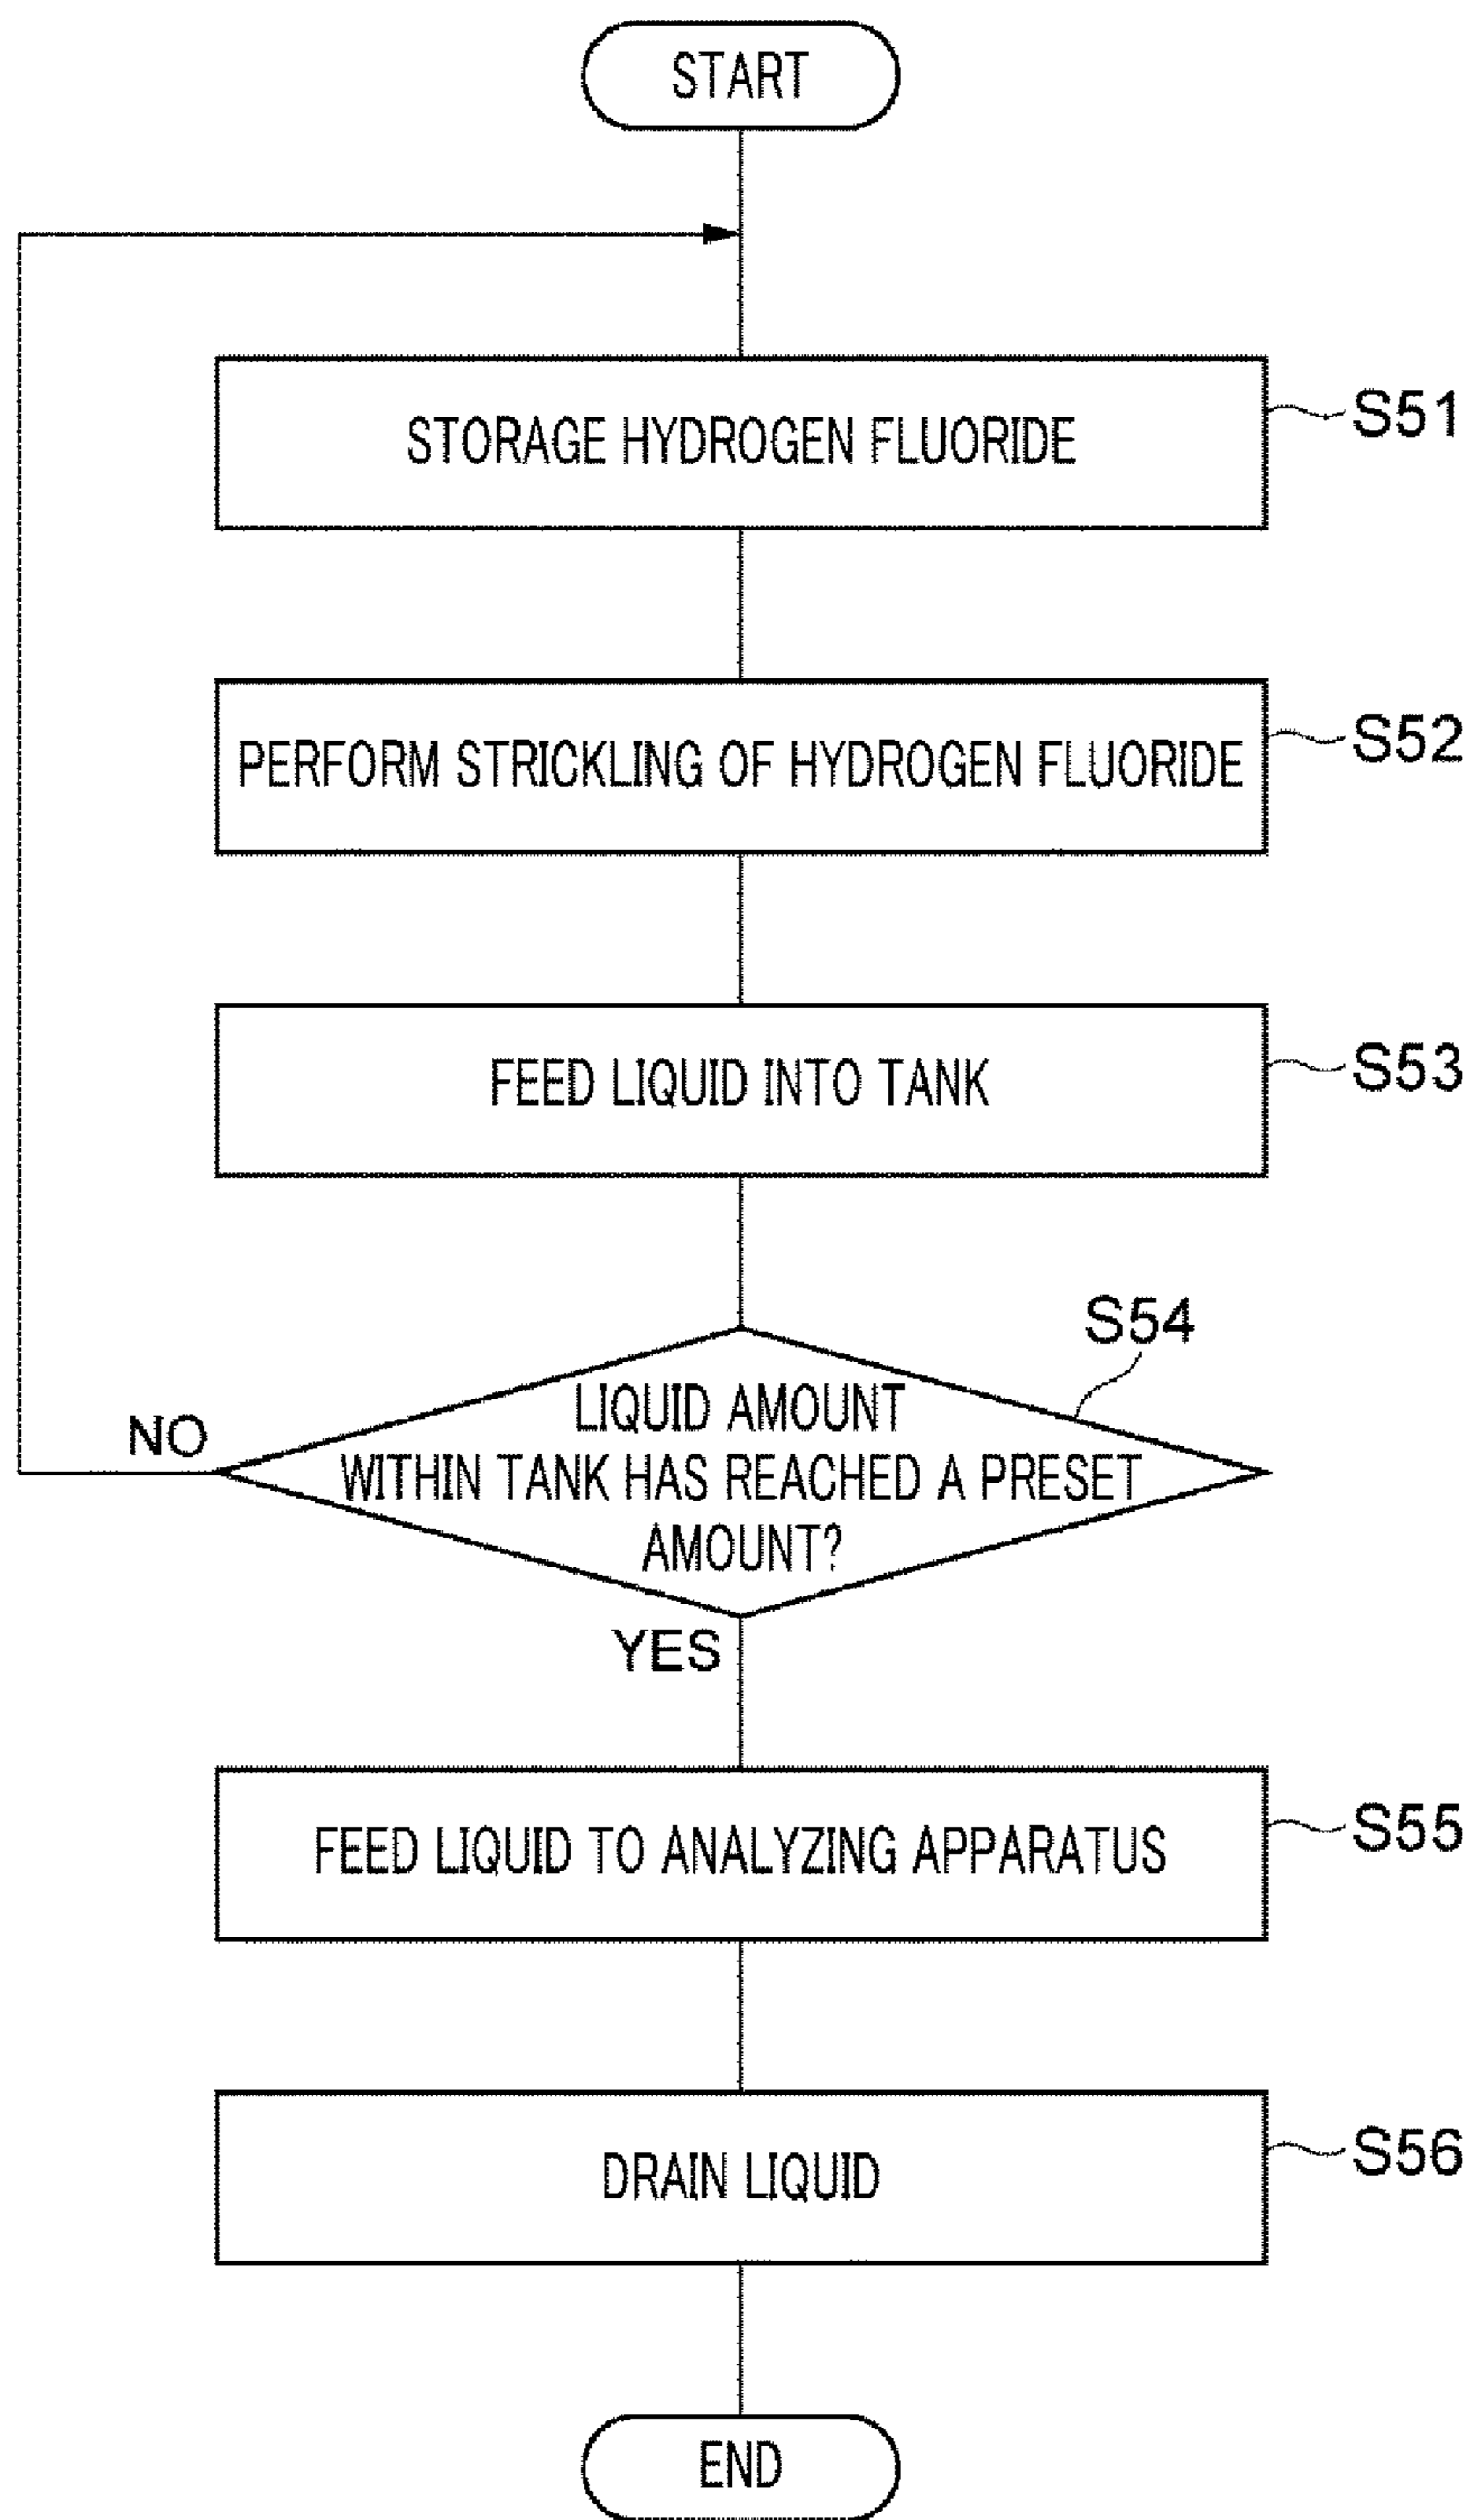 START
STORAGE HYDROGEN FLUORIDE
S51
PERFORM STRICKLING OF HYDROGEN FLUORIDE
S52
FEED LIQUID INTO TANK
S53
S54
LIQUID AMOUNT
WITHIN TANK HAS REACHED A PRESET
AMOUNT?
NO
YES
FEED LIQUID TO ANALYZING APPARATUS
S55
DRAIN LIQUID
S56
END